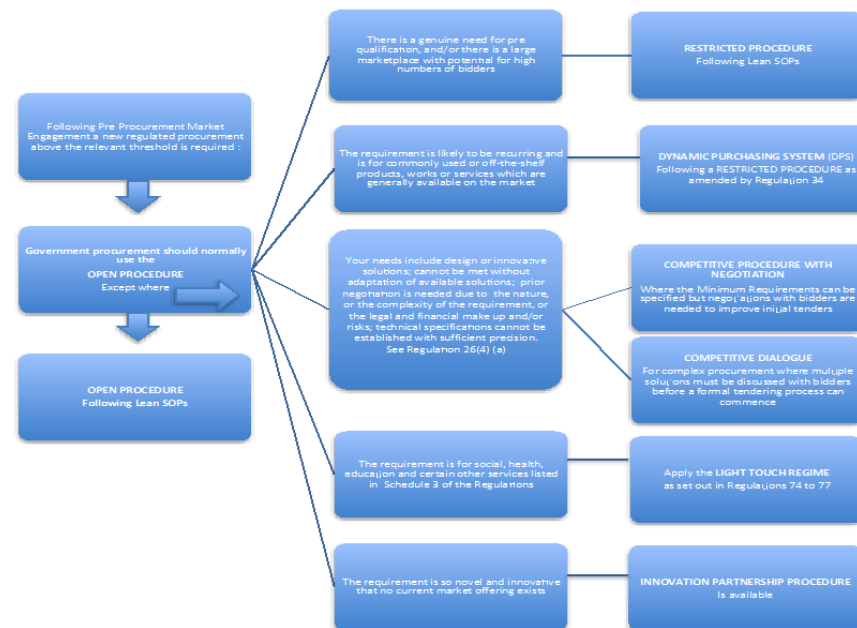 Following Pre Procurement Market
Engagement a new regulated procurement
above the relevant threshold is required :
Government procurement should normally
use the
OPEN PROCEDURE
Except where
OPEN PROCEDURE
Following Lean SOPs
There is a genuine need for pre
qualification, and/or there is a large
marketplace with potential for high
numbers of bidders
RESTRICTED PROCEDURE
Following Lean SOPs
The requirement is likely to be recurring and
is for commonly used or off-the-shelf
products, works or services which are
generally available on the market
DYNAMIC PURCHASING SYSTEM (DPS)
Following a RESTRICTED PROCEDURE as
amended by Regulation 34
Your needs include design or innovative
solutions; cannot be met without
adaptation of available solutions; prior
negotiation is needed due to the nature,
or the complexity of the requirement, or
the legal and financial make up and/or
risks; technical specifications cannot be
established with sufficient precision.
See Regulation 26(4) (a)
COMPETITIVE PROCEDURE WITH
NEGOTIATION
Where the Minimum Requirements can be
specified but negotiations with bidders are
needed to improve initial tenders
COMPETITIVE DIALOGUE
For complex procurement where multiple
solutions must be discussed with bidders
before a formal tendering process can
commence
The requirement is for social, health,
education and certain other services listed
in Schedule 3 of the Regulations
Apply the LIGHT TOUCH REGIME
as set out in Regulations 74 to 77
The requirement is so novel and innovative
that no current market offering exists
INNOVATION PARTNERSHIP PROCEDURE
Is available